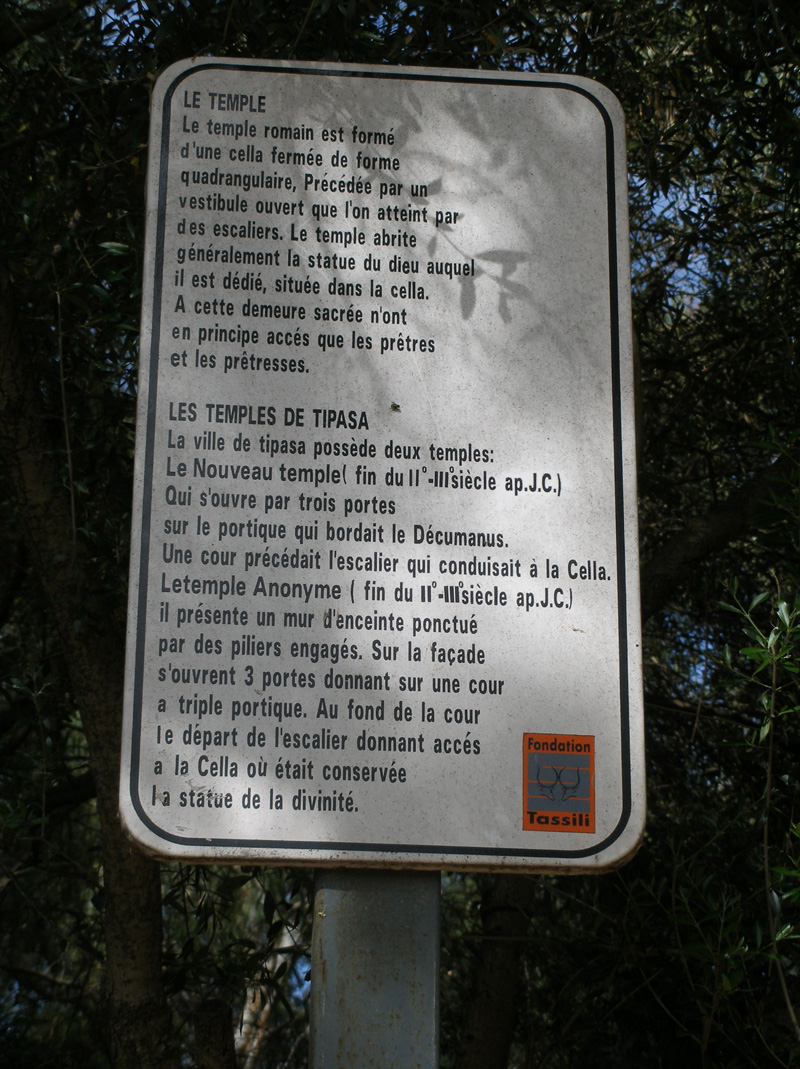 LE TEMPLE
Le temple romain est formé
d'une cella fermée de forme
quadrangulaire, Précédée par un
vestibule ouvert que l'on atteint par
des escaliers. Le temple abrite
généralement la statue du dieu auquel
il est dédié, située dans la cella.
A cette demeure sacrée n'ont
en principe accés que les prêtres
et les prêtresses.
LES TEMPLES DE TIPASA
La ville de tipasa possède deux temples:
Le Nouveau temple( fin du II°-III°siècle ap.J.C.)
Qui s'ouvre par trois portes
sur le portique qui bordait le Décumanus.
Une cour précédait l'escalier qui conduisait à la Cella.
Letemple Anonyme ( fin du II°-III°siècle ap.J.C.)
il présente un mur d'enceinte ponctué
par des piliers engagés. Sur la façade
s'ouvrent 3 portes donnant sur une cour
a triple portique. Au fond de la cour
le départ de l'escalier donnant accés
a la Cella où était conservée
la statue de la divinité.
Fondation
Tassili